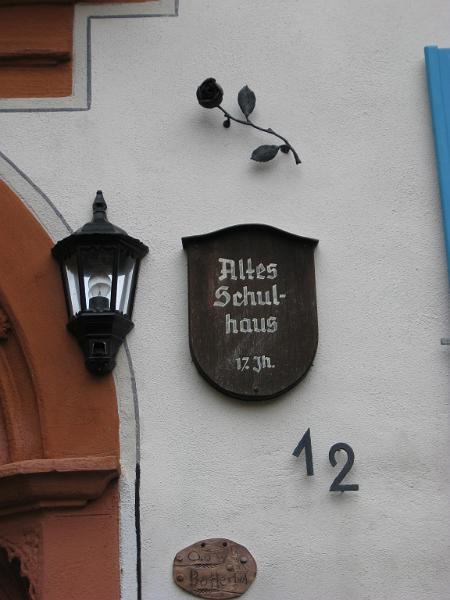 Altes
Schul-
haus
17. Jh.
12